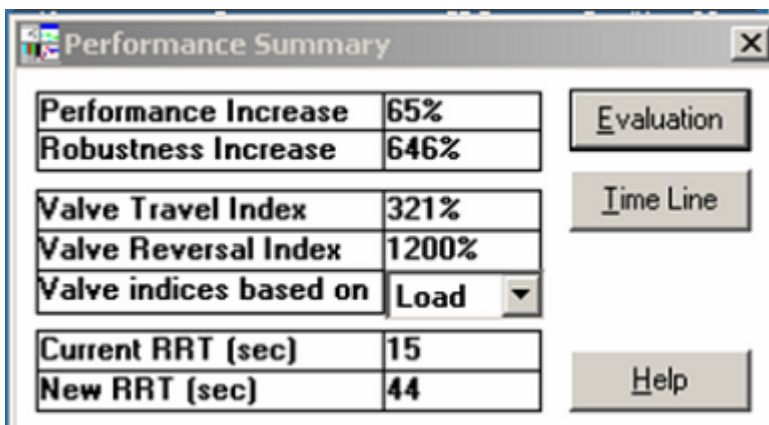 Performance Summary
Performance Increase 65%
Robustness Increase 646%
Evaluation
Valve Travel Index 321%
Time Line
Valve Reversal Index 1200%
Valve indices based on Load
Current RRT (sec) 15
New RRT (sec) 44
Help